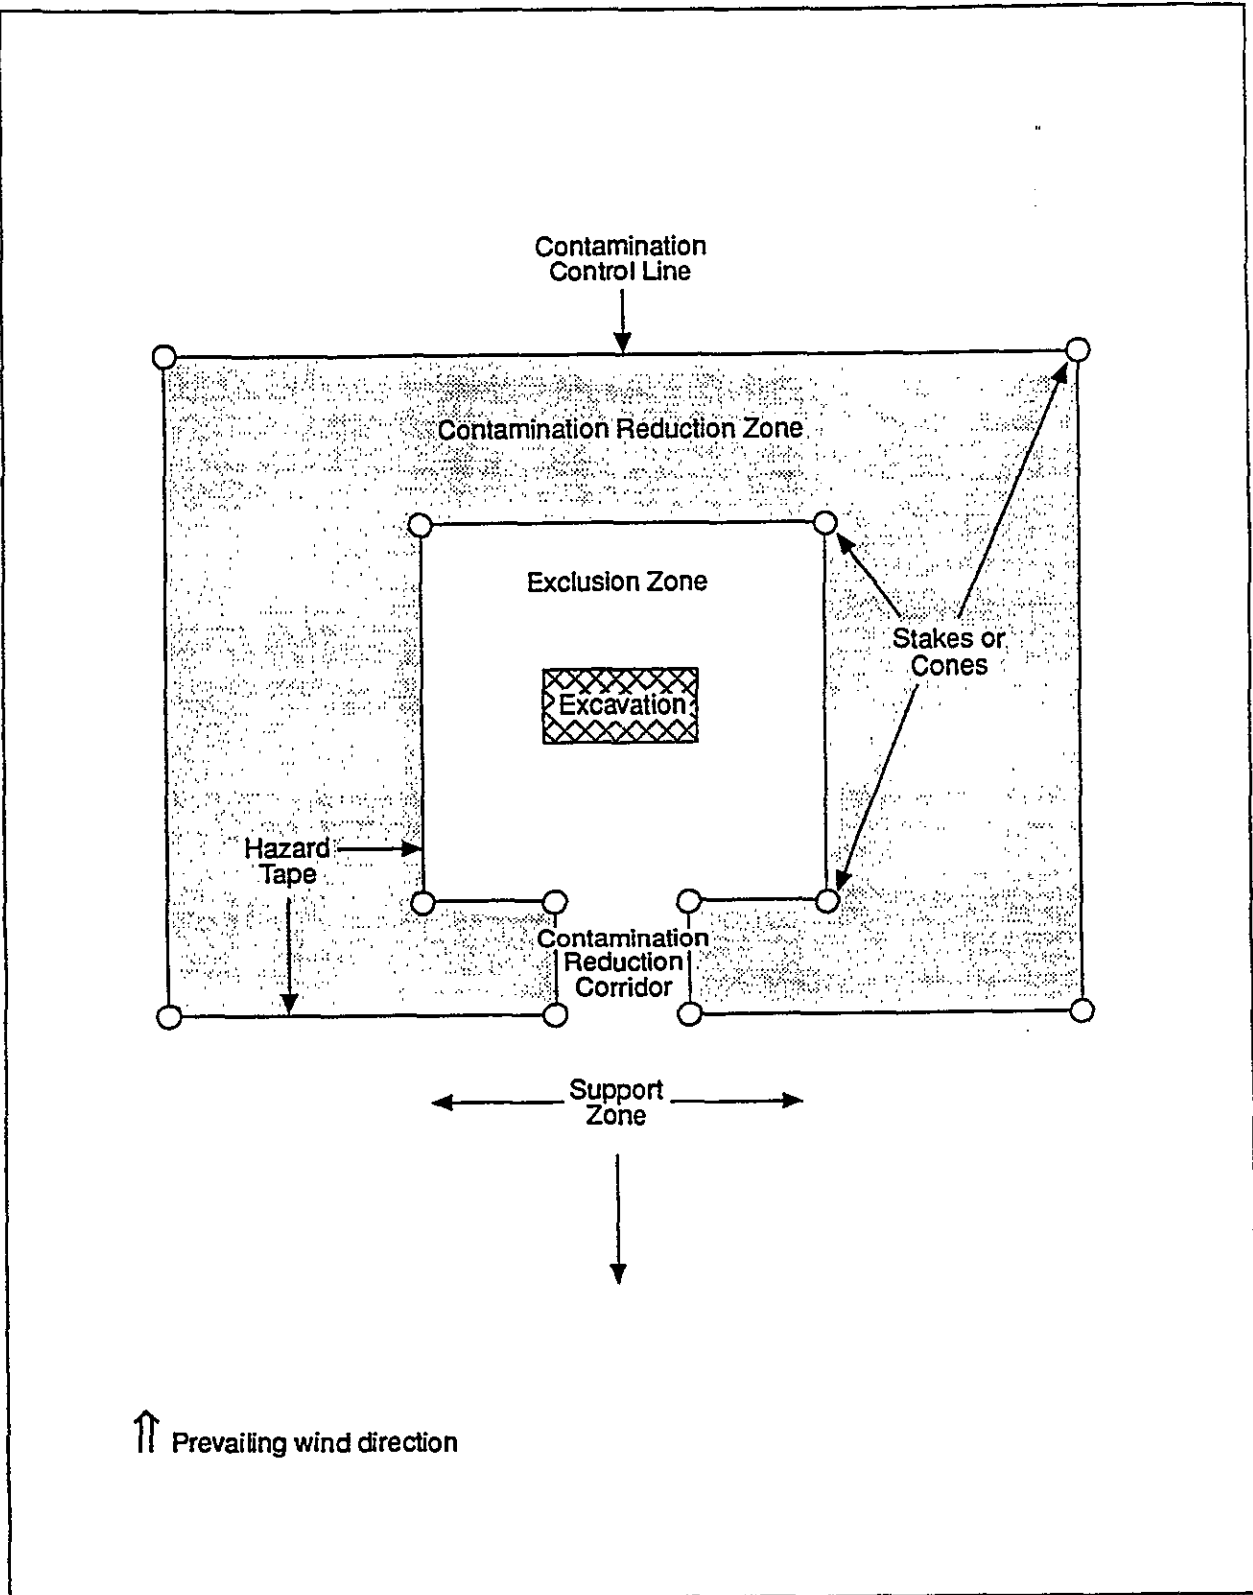 Contamination
Control Line
Contamination Reduction Zone
Exclusion Zone
Stakes or
Cones
Excavation
Hazard
Tape
Contamination
Reduction
Corridor
Support
Zone
Prevailing wind direction